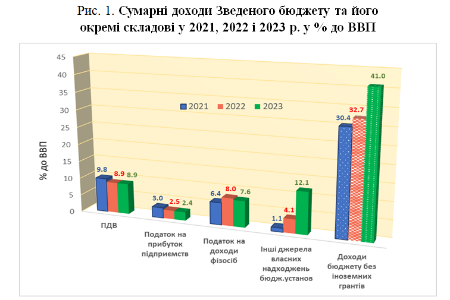 Рис. 1. Сумарні доходи Зведеного бюджету та його
окремі складові у 2021, 2022 і 2023 р. у % до ВВП
45
40
35
30
25
20
15
10
5
0
% до ВВП
2021 2022 2023
9.8 8.9 8.9
3.0 2.5 2.4
6.4 8.0 7.6
1.1 4.1 12.1
30.4 32.7 41.0
ПДВ
Податок на
прибуток
підприємств
Податок на
доходи
фізосіб
Інші джерела
власних
надходжень
бюдж.установ
Доходи
бюджету без
іноземних
грантів